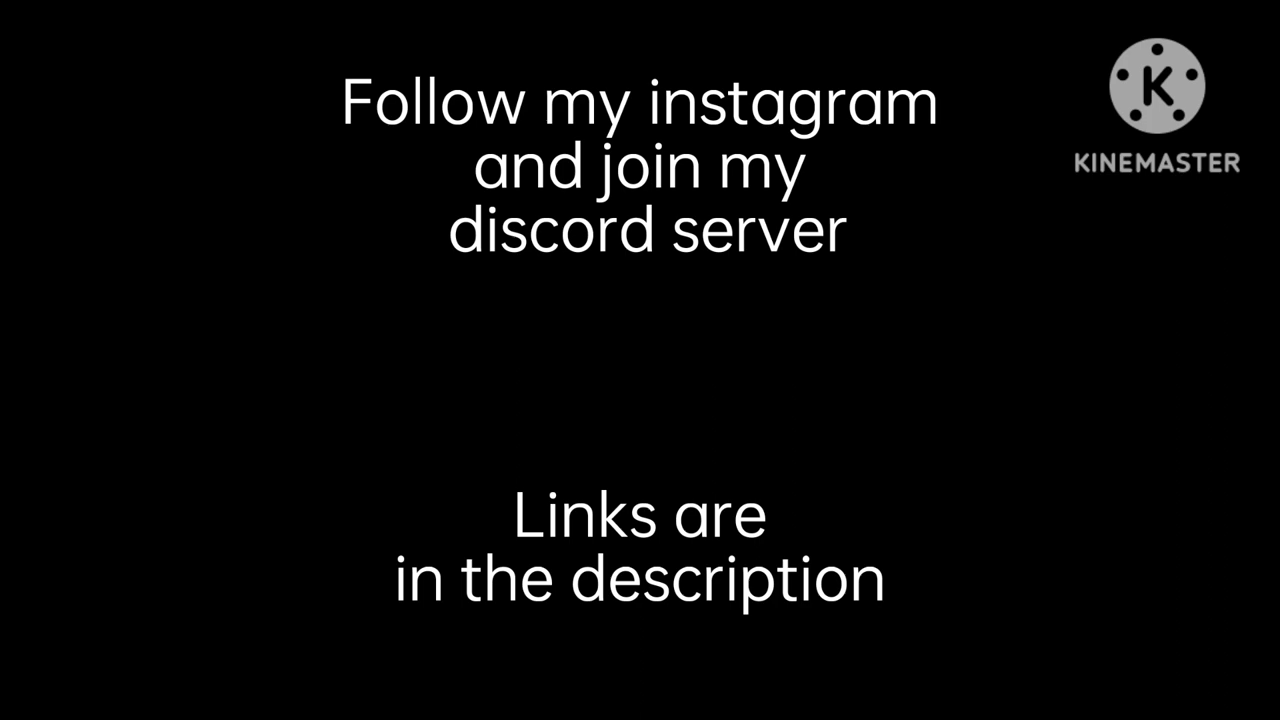 Follow my instagram
and join my
discord server
K
KINEMASTER
Links are
in the description